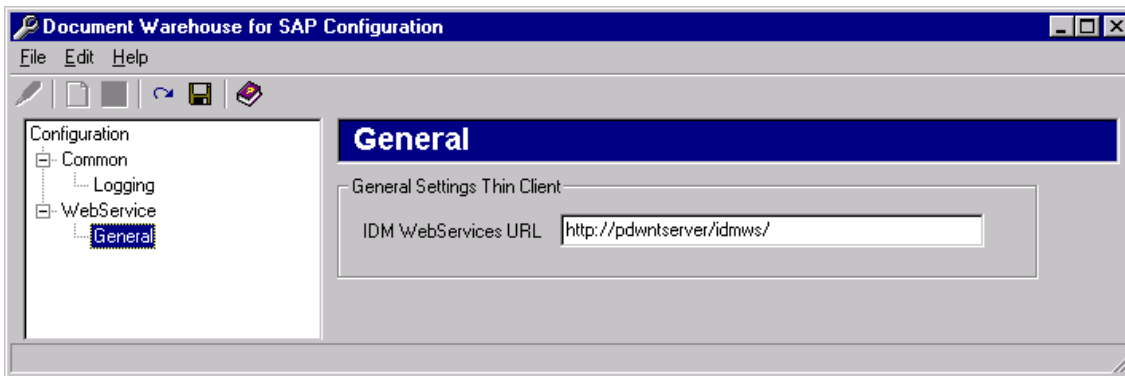 Document Warehouse for SAP Configuration
File Edit Help
Configuration
Common
Logging
WebService
General
General
General Settings Thin Client
IDM WebServices URL http://pdwntserver/idmws/